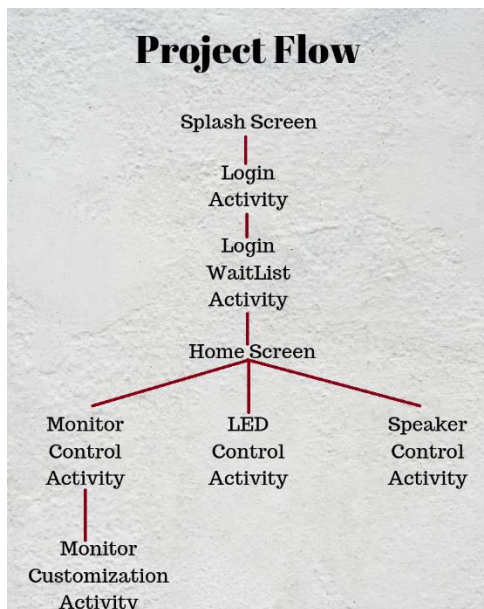 Project Flow
Splash Screen
Login
Activity
Login
WaitList
Activity
Home Screen
Monitor
Control
Activity
LED
Control
Activity
Speaker
Control
Activity
Monitor
Customization
Activity